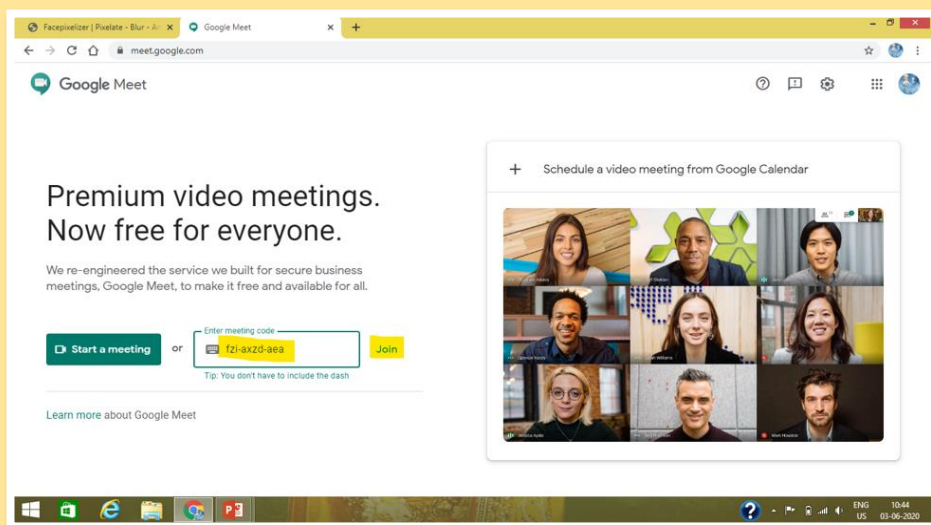 Facepixelizer | Pixelate - Blur - A
Google Meet
meet.google.com
Google Meet
Schedule a video meeting from Google Calendar
Premium video meetings.
Now free for everyone.
We re-engineered the service we built for secure business
meetings, Google Meet, to make it free and available for all.
Enter meeting code
Start a meeting or fzi-axzd-aea Join
Tip: You don't have to include the dash
Learn more about Google Meet
ENG 10:44
US 03-06-2020